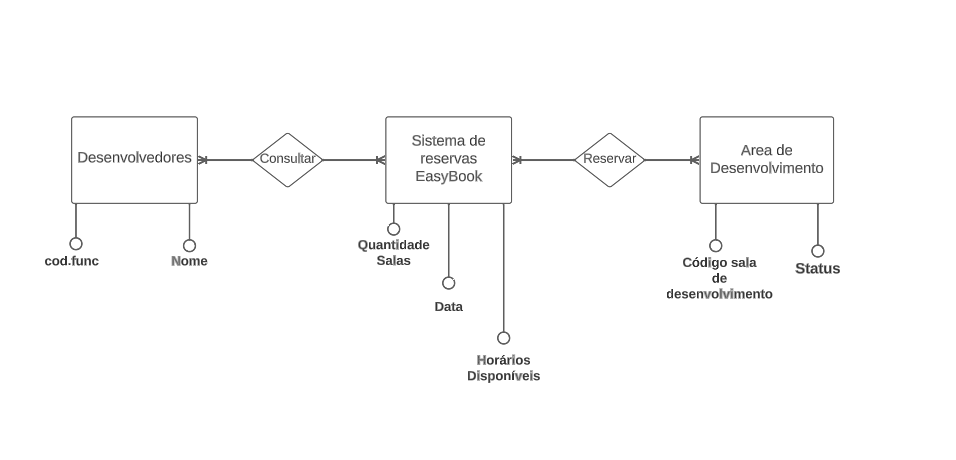 Desenvolvedores
Consultar
Sistema de
reservas
EasyBook
Reservar
Area de
Desenvolvimento
cod.func
Nome
Quantidade
Salas
Data
Horários
Disponíveis
Código sala
de
desenvolvimento
Status